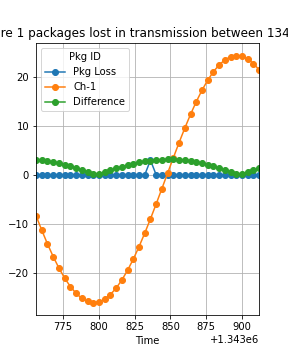 re 1 packages lost in transmission between 134
Pkg ID
Pkg Loss
Ch-1
Difference
20
10
0
−10
−20
775
800
825
850
875
900
+1.343e6
Time